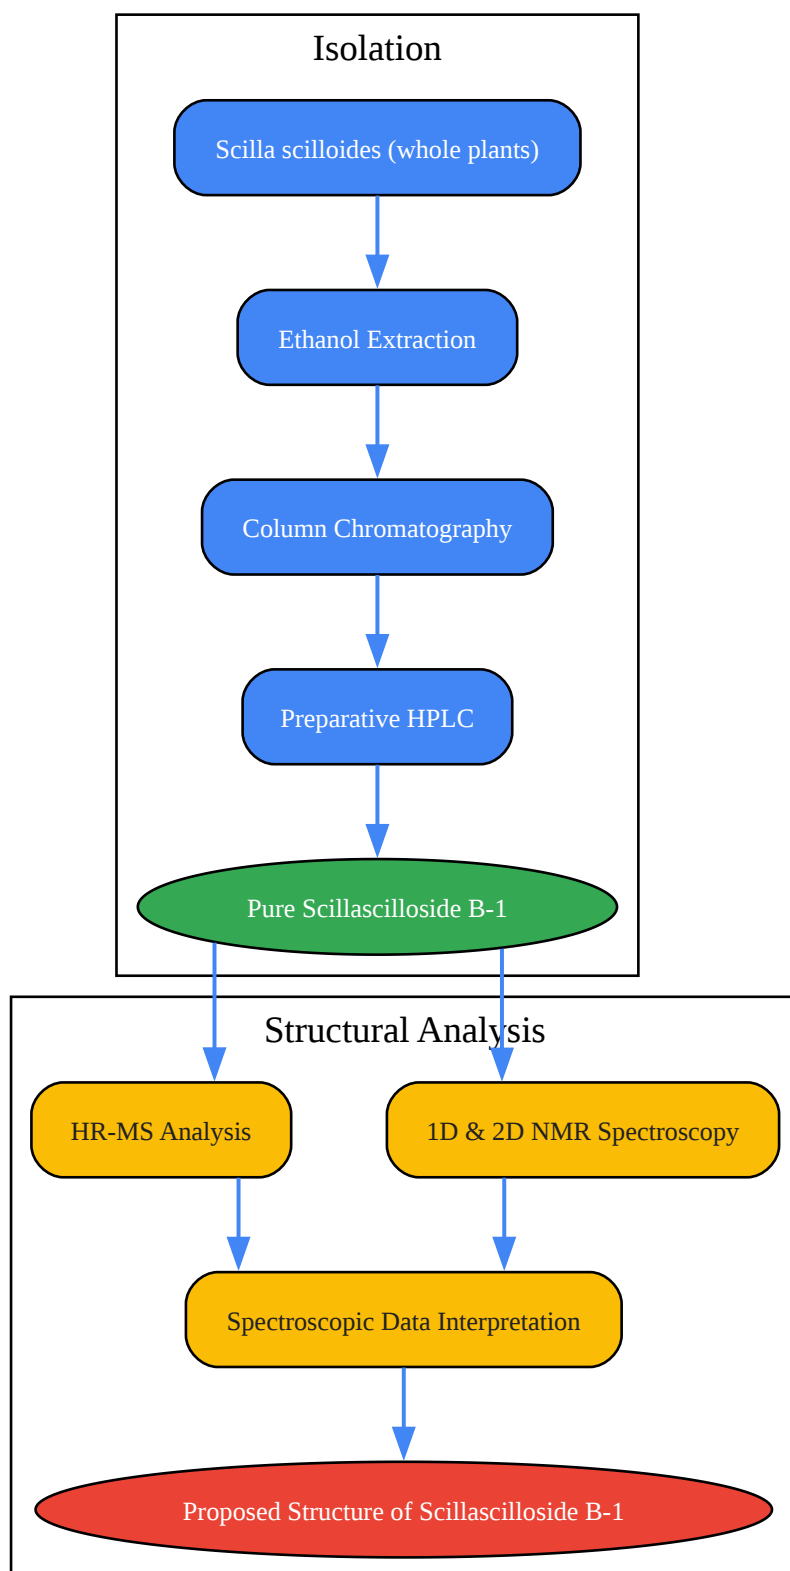 Isolation
Scilla scilloides (whole plants)
Ethanol Extraction
Column Chromatography
Preparative HPLC
Pure Scillascilloside B-1
Structural Analysis
HR-MS Analysis
1D & 2D NMR Spectroscopy
Spectroscopic Data Interpretation
Proposed Structure of Scillascilloside B-1